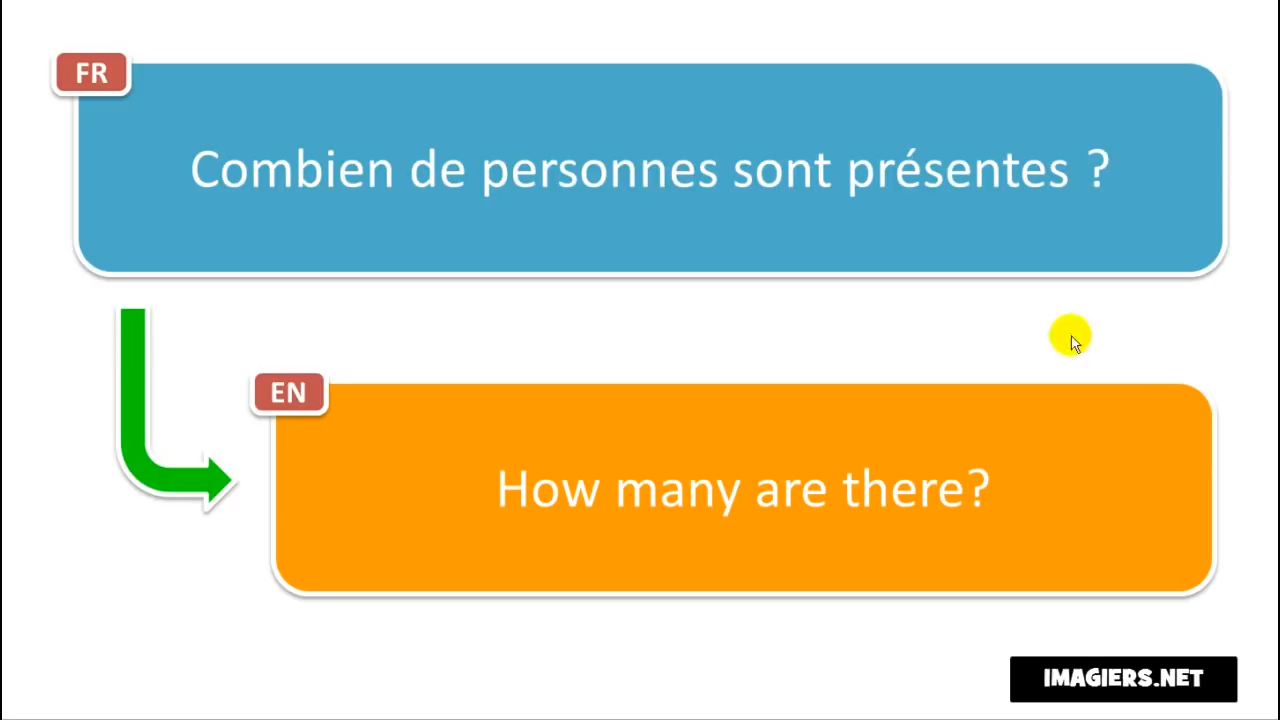 FR
Combien de personnes sont présentes ?
EN
How many are there?
IMAGIERS.NET